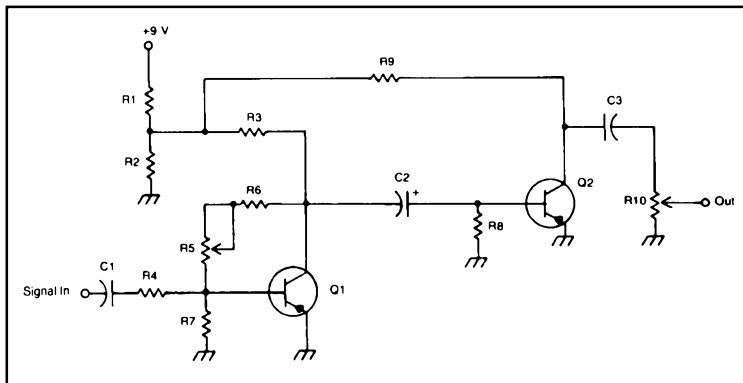 +9 V
R9
R1
C3
R3
R2
C2
Q2
R6
+
R10
Out
R8
R5
C1
R4
Signal In
Q1
R7